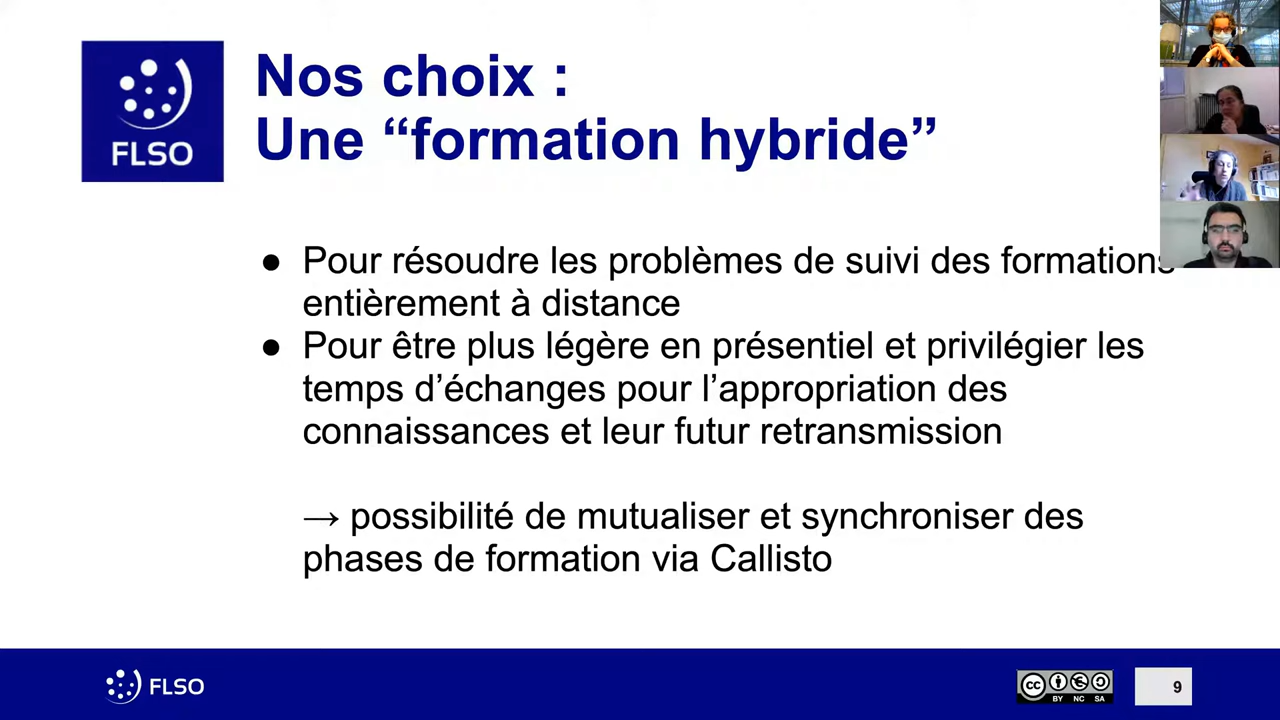 FLSO
Nos choix :
Une “formation hybride”
● Pour résoudre les problèmes de suivi des formations
entièrement à distance
● Pour être plus légère en présentiel et privilégier les
temps d’échanges pour l’appropriation des
connaissances et leur futur retransmission
→ possibilité de mutualiser et synchroniser des
phases de formation via Callisto
FLSO
cc
BY NC SA
9